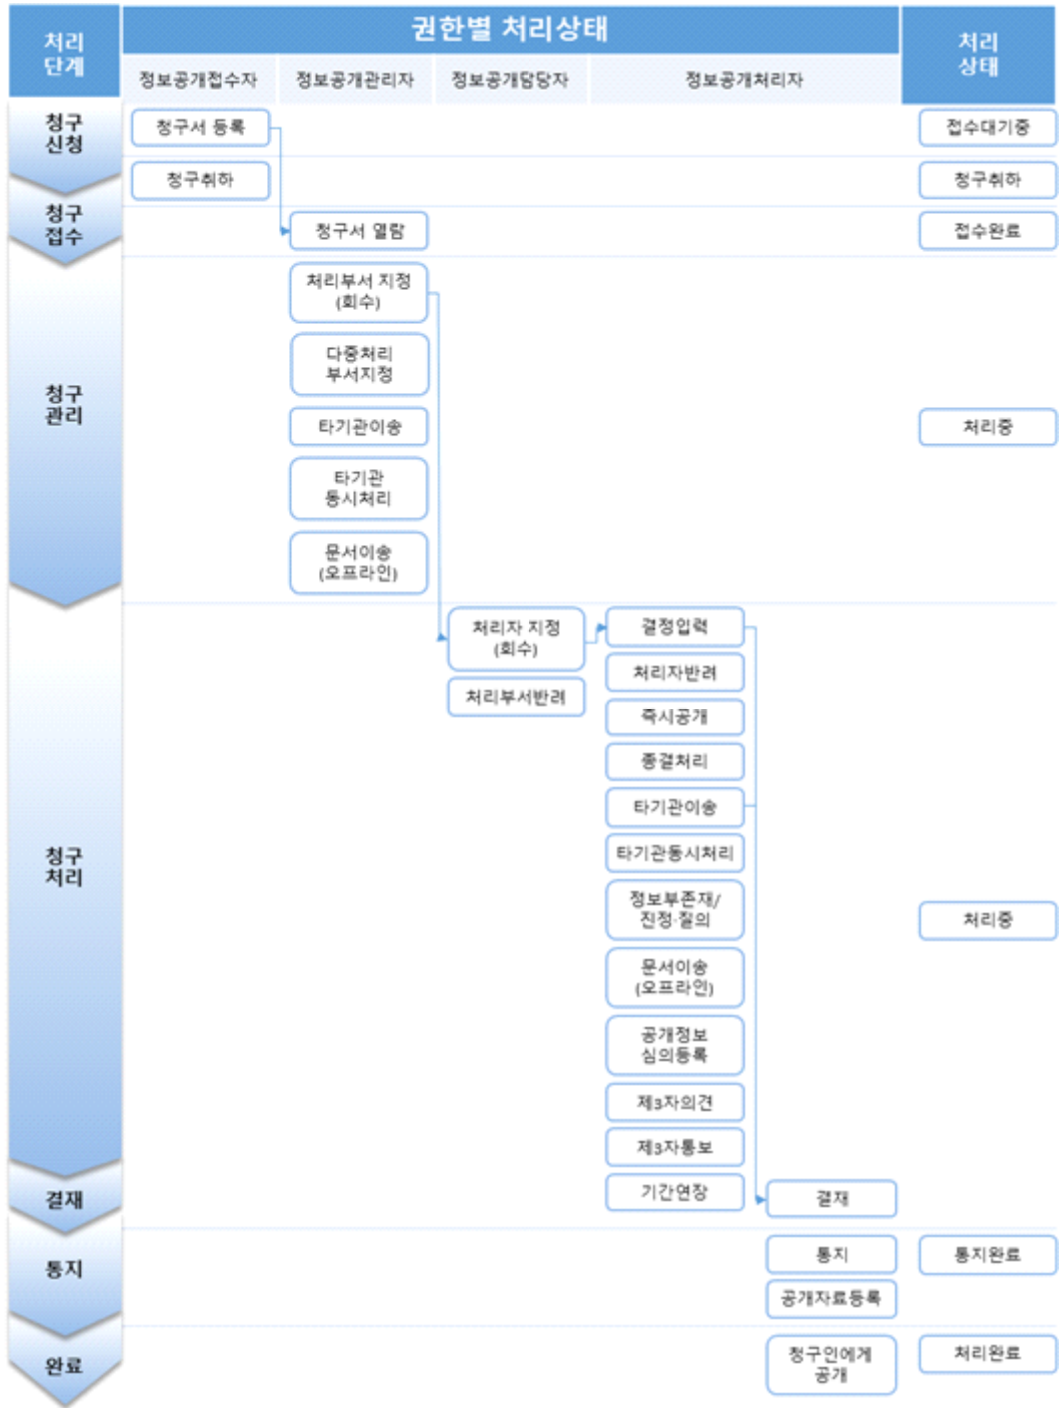 처리
단계
권한별 처리상태
처리
상태
정보공개접수자
정보공개관리자
정보공개담당자
정보공개처리자
청구
신청
청구서 등록
접수대기중
청구취하
청구취하
청구
접수
청구서 열람
접수완료
청구
관리
처리부서 지정
(회수)
다중처리
부서지정
타기관이송
처리중
타기관
동시처리
문서이송
(오프라인)
청구
처리
처리자 지정
(회수)
처리부서반려
결정입력
처리자반려
즉시공개
종결처리
타기관이송
타기관동시처리
정보부존재/
진정·질의
처리중
문서이송
(오프라인)
공개정보
심의등록
제3자의견
제3자통보
기간연장
결재
결재
통지
통지
통지완료
공개자료등록
완료
청구인에게
공개
처리완료